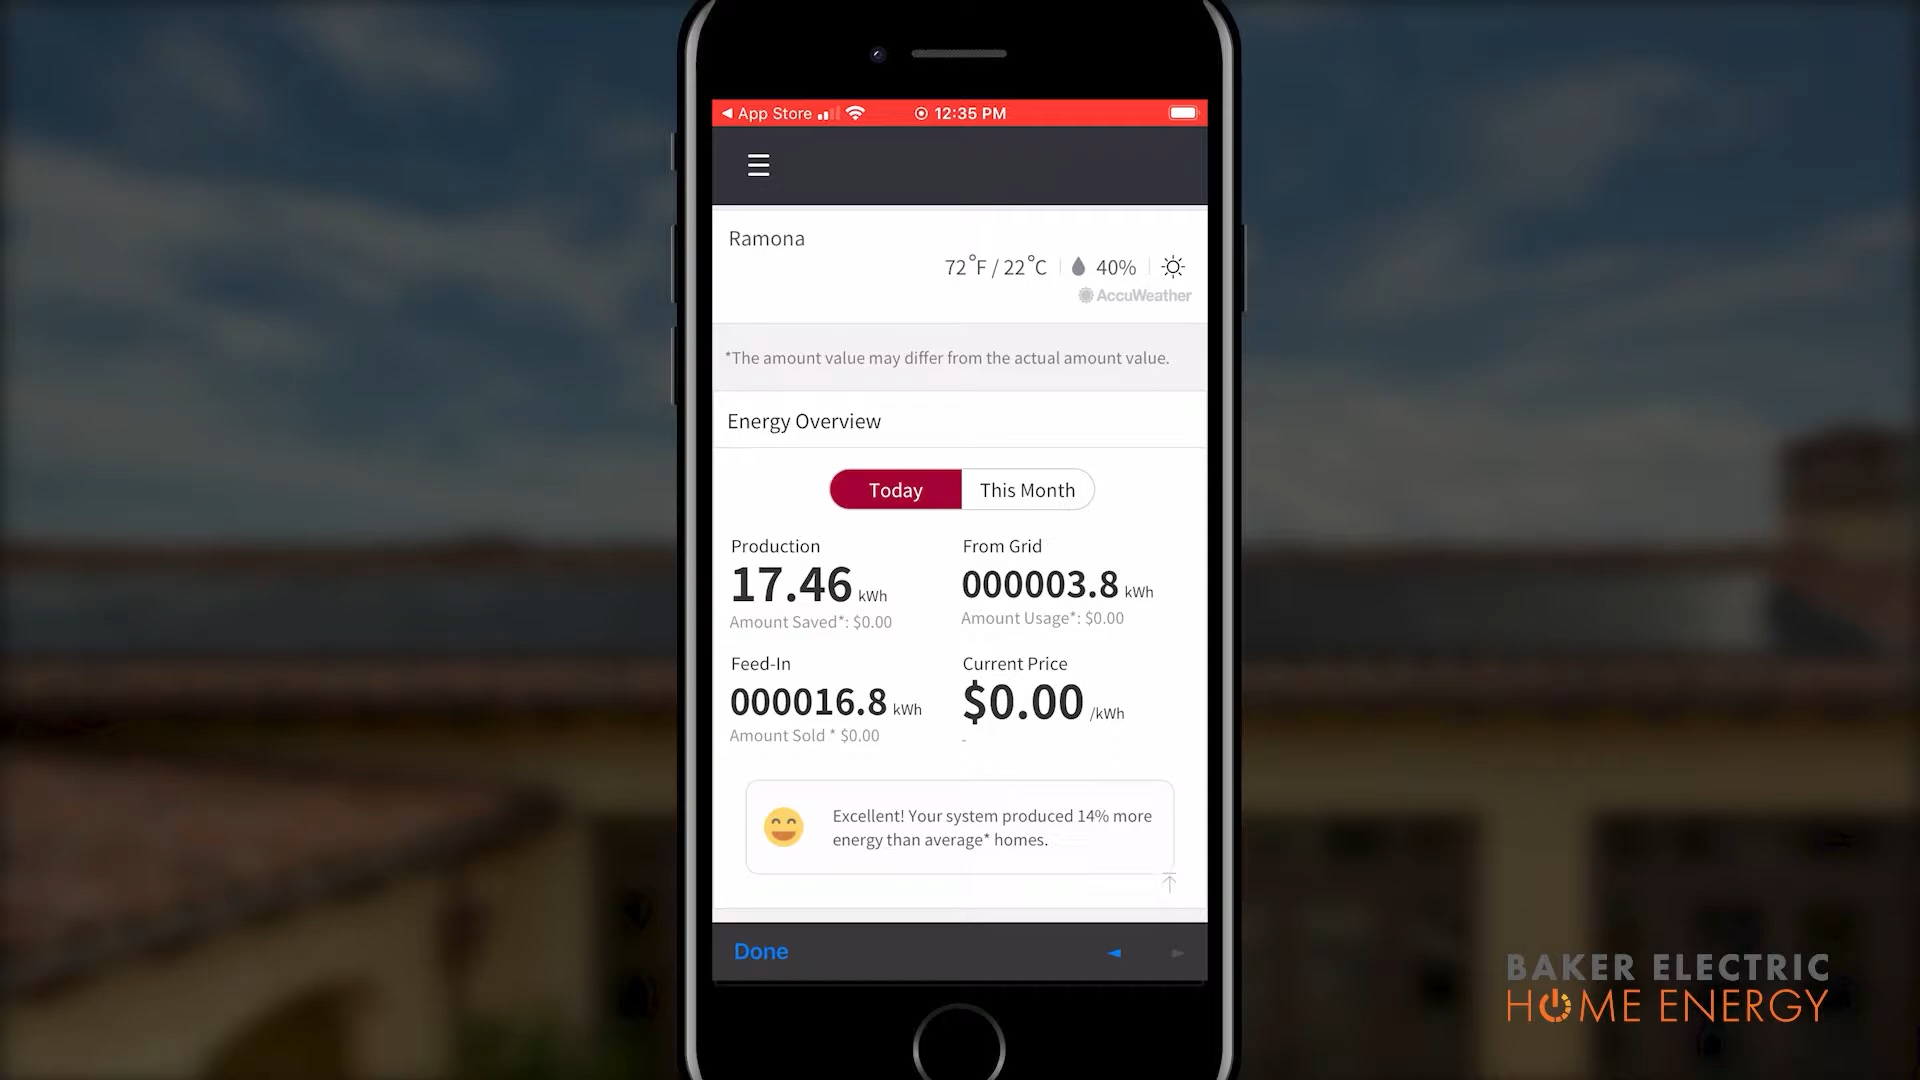 App Store
12:35 PM
Ramona
72°F / 22°C
40%
AccuWeather
*The amount value may differ from the actual amount value.
Energy Overview
Today
This Month
Production
From Grid
17.46 kWh
000003.8 kWh
Amount Saved*: $0.00
Amount Usage*: $0.00
Feed-In
Current Price
000016.8 kWh
$0.00 /kWh
Amount Sold * $0.00
-
Excellent! Your system produced 14% more
energy than average* homes.
Done
BAKER ELECTRIC
HOME ENERGY